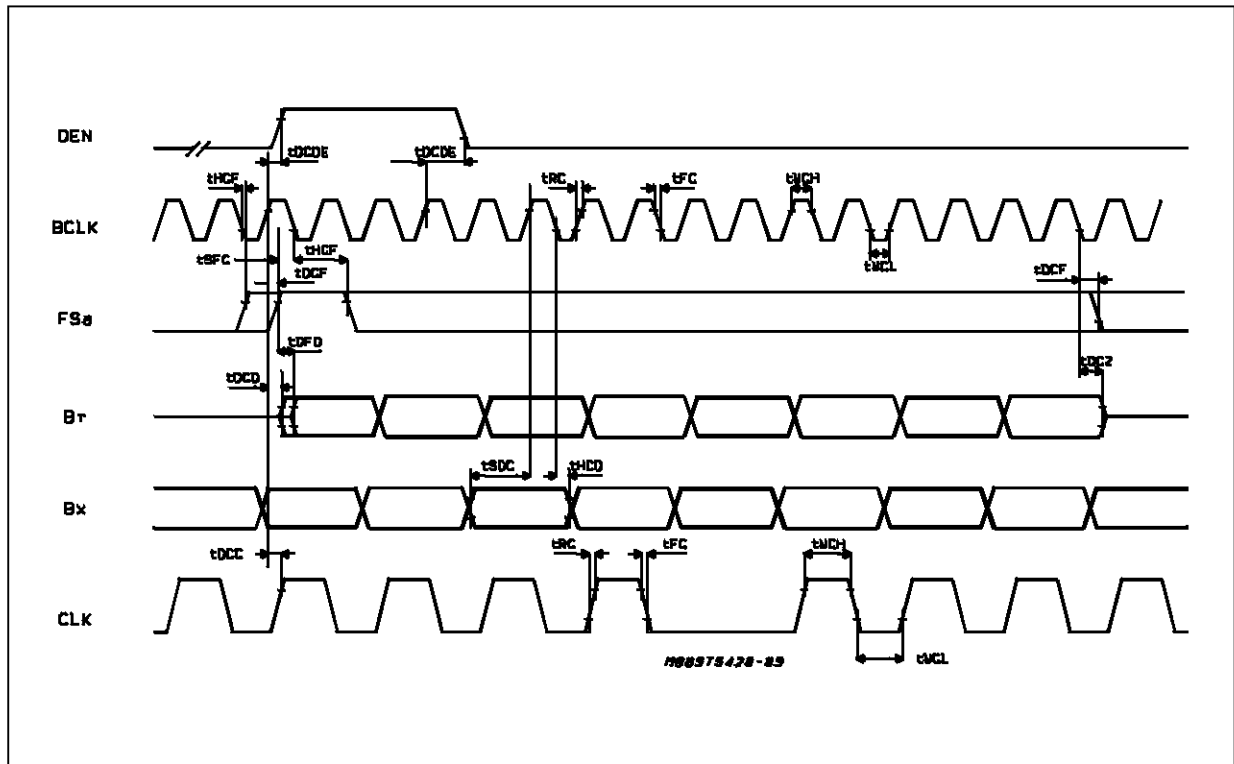 DEN
tDCDE
tDCDE
tHCF
tRC
tFC
tWCH
BCLK
tSFC
tHCF
tWCL
tDCF
tDCF
FSa
tDFD
tDCD
tDCZ
Br
tSDC
tHCD
Bx
tDCC
tRC
tFC
tWCH
CLK
tWCL